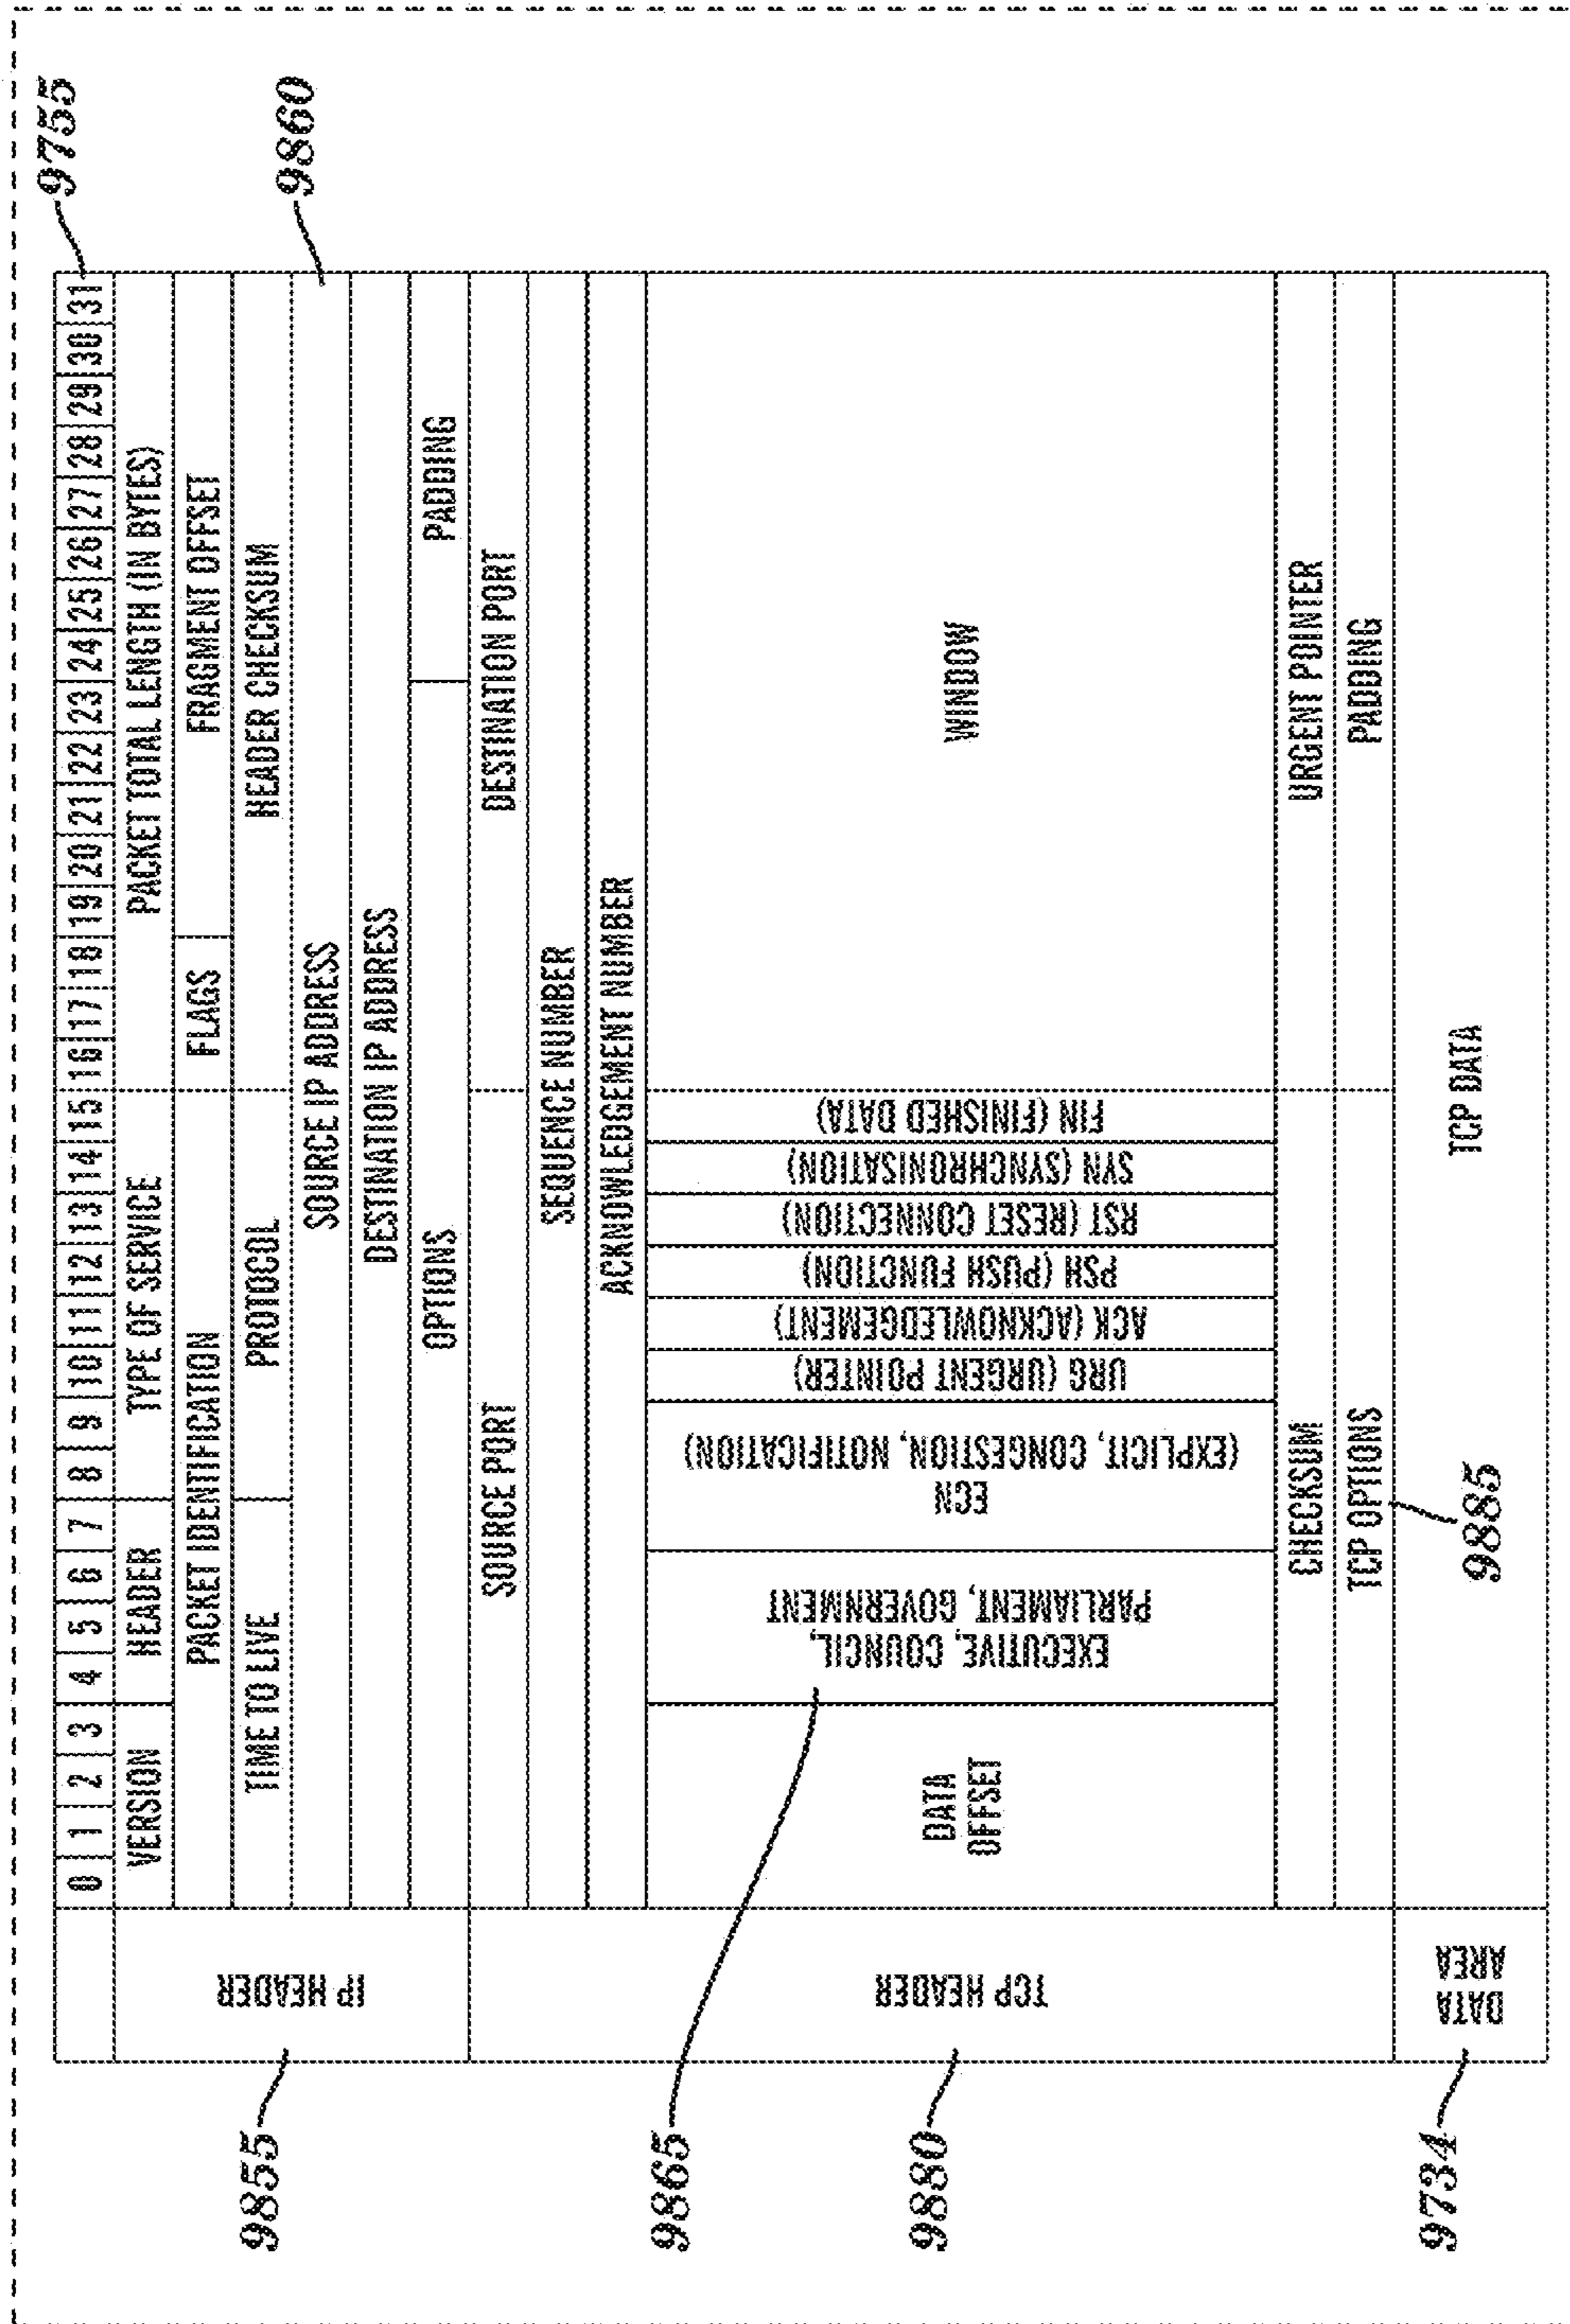 9755
0 1 2 3 4 5 6 7 8 9 10 11 12 13 14 15 16 17 18 19 20 21 22 23 24 25 26 27 28 29 30 31
9855
IP HEADER
VERSION HEADER TYPE OF SERVICE PACKET TOTAL LENGTH (IN BYTES)
PACKET IDENTIFICATION FLAGS FRAGMENT OFFSET
TIME TO LIVE PROTOCOL HEADER CHECKSUM
9860
SOURCE IP ADDRESS
DESTINATION IP ADDRESS
OPTIONS PADDING
9865
9880
TCP HEADER
SOURCE PORT DESTINATION PORT
SEQUENCE NUMBER
ACKNOWLEDGEMENT NUMBER
DATA
OFFSET
EXECUTIVE, COUNCIL,
PARLIAMENT, GOVERNMENT
ECN
(EXPLICIT, CONGESTION, NOTIFICATION)
URG (URGENT POINTER)
ACK (ACKNOWLEDGEMENT)
PSH (PUSH FUNCTION)
RST (RESET CONNECTION)
SYN (SYNCHRONISATION)
FIN (FINISHED DATA)
WINDOW
CHECKSUM URGENT POINTER
TCP OPTIONS PADDING
9885
9734
DATA
AREA
TCP DATA